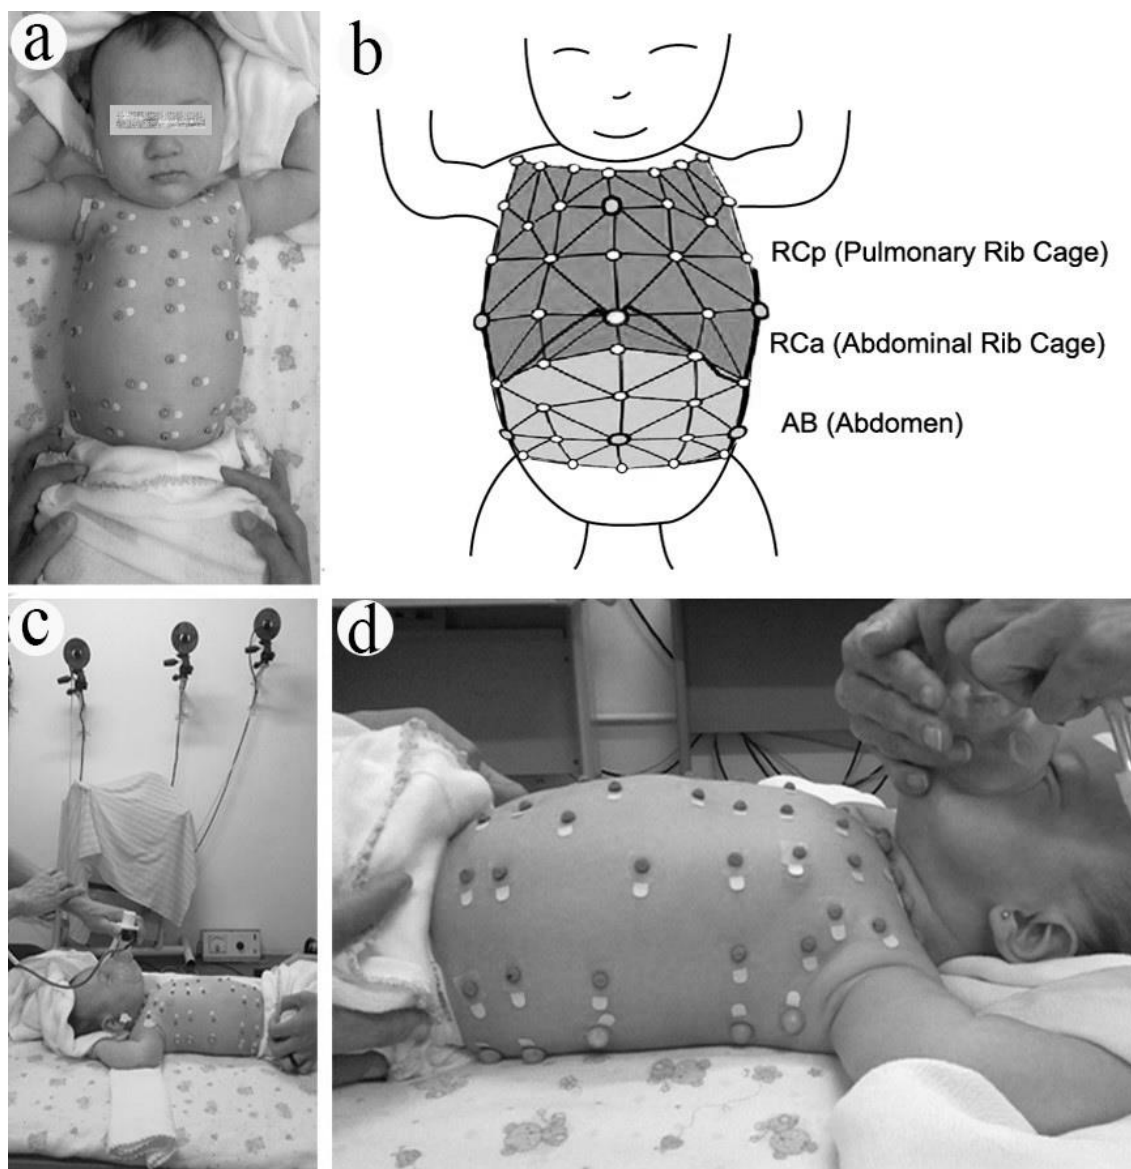 a
b
RCp (Pulmonary Rib Cage)
RCa (Abdominal Rib Cage)
AB (Abdomen)
c
d